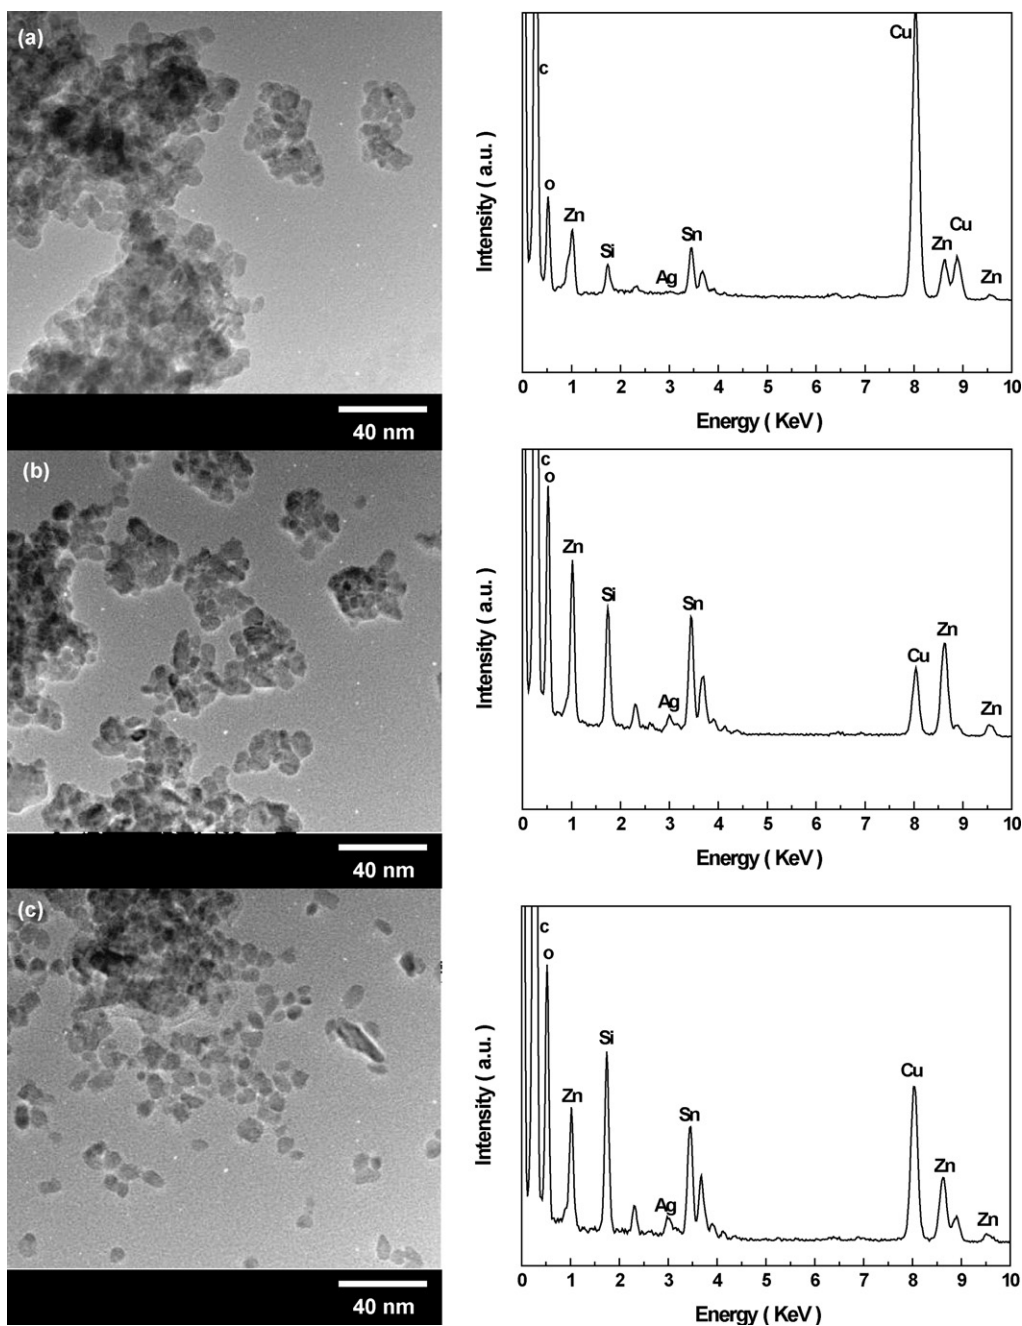 (a)
40 nm
Intensity ( a.u. )
c
o
Zn
Si
Ag
Sn
Cu
Zn
Cu
Zn
0 1 2 3 4 5 6 7 8 9 10
Energy ( KeV )
(b)
40 nm
Intensity ( a.u. )
c
o
Zn
Si
Ag
Sn
Cu
Zn
Zn
0 1 2 3 4 5 6 7 8 9 10
Energy ( KeV )
(c)
40 nm
Intensity ( a.u. )
c
o
Zn
Si
Ag
Sn
Cu
Zn
Zn
0 1 2 3 4 5 6 7 8 9 10
Energy ( KeV )